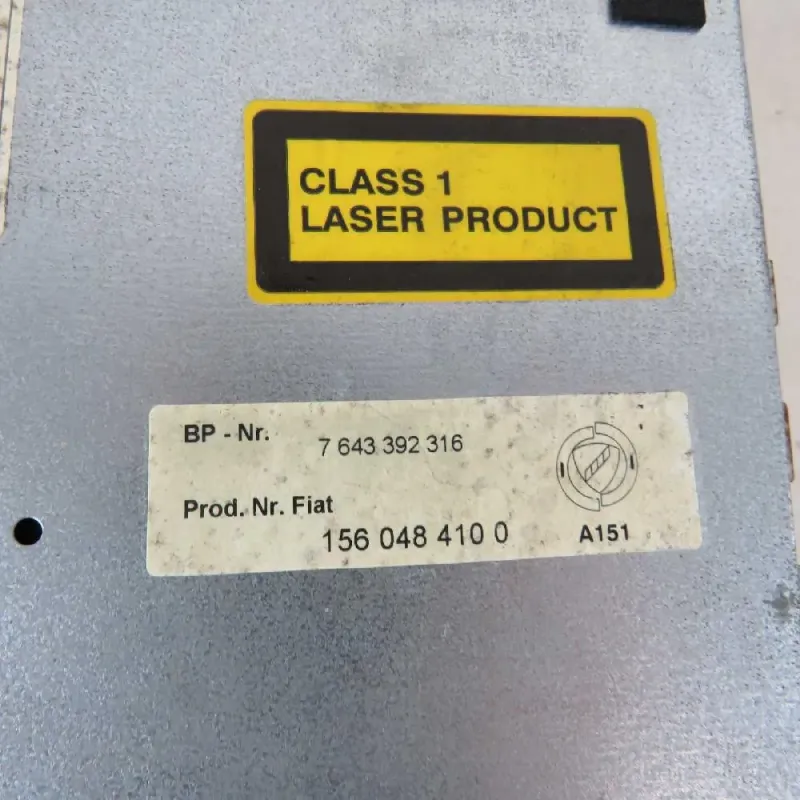 CLASS 1
LASER PRODUCT
BP - Nr. 7 643 392 316
Prod. Nr. Fiat
156 048 410 0 A151